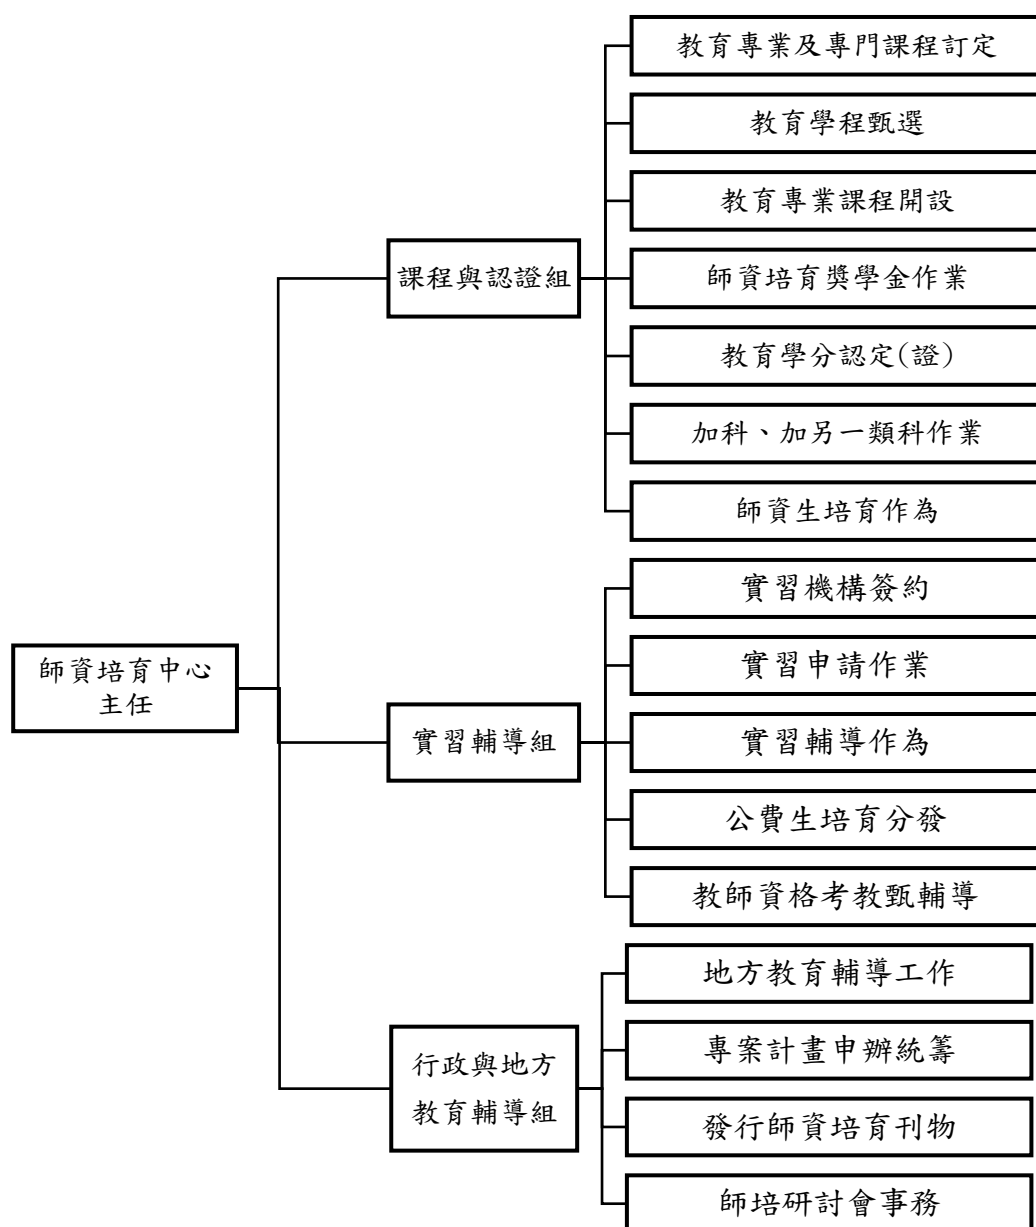 師資培育中心
主任
課程與認證組
教育專業及專門課程訂定
教育學程甄選
教育專業課程開設
師資培育獎學金作業
教育學分認定(證)
加科、加另一類科作業
師資生培育作為
實習輔導組
實習機構簽約
實習申請作業
實習輔導作為
公費生培育分發
教師資格考教甄輔導
行政與地方
教育輔導組
地方教育輔導工作
專案計畫申辦統籌
發行師資培育刊物
師培研討會事務